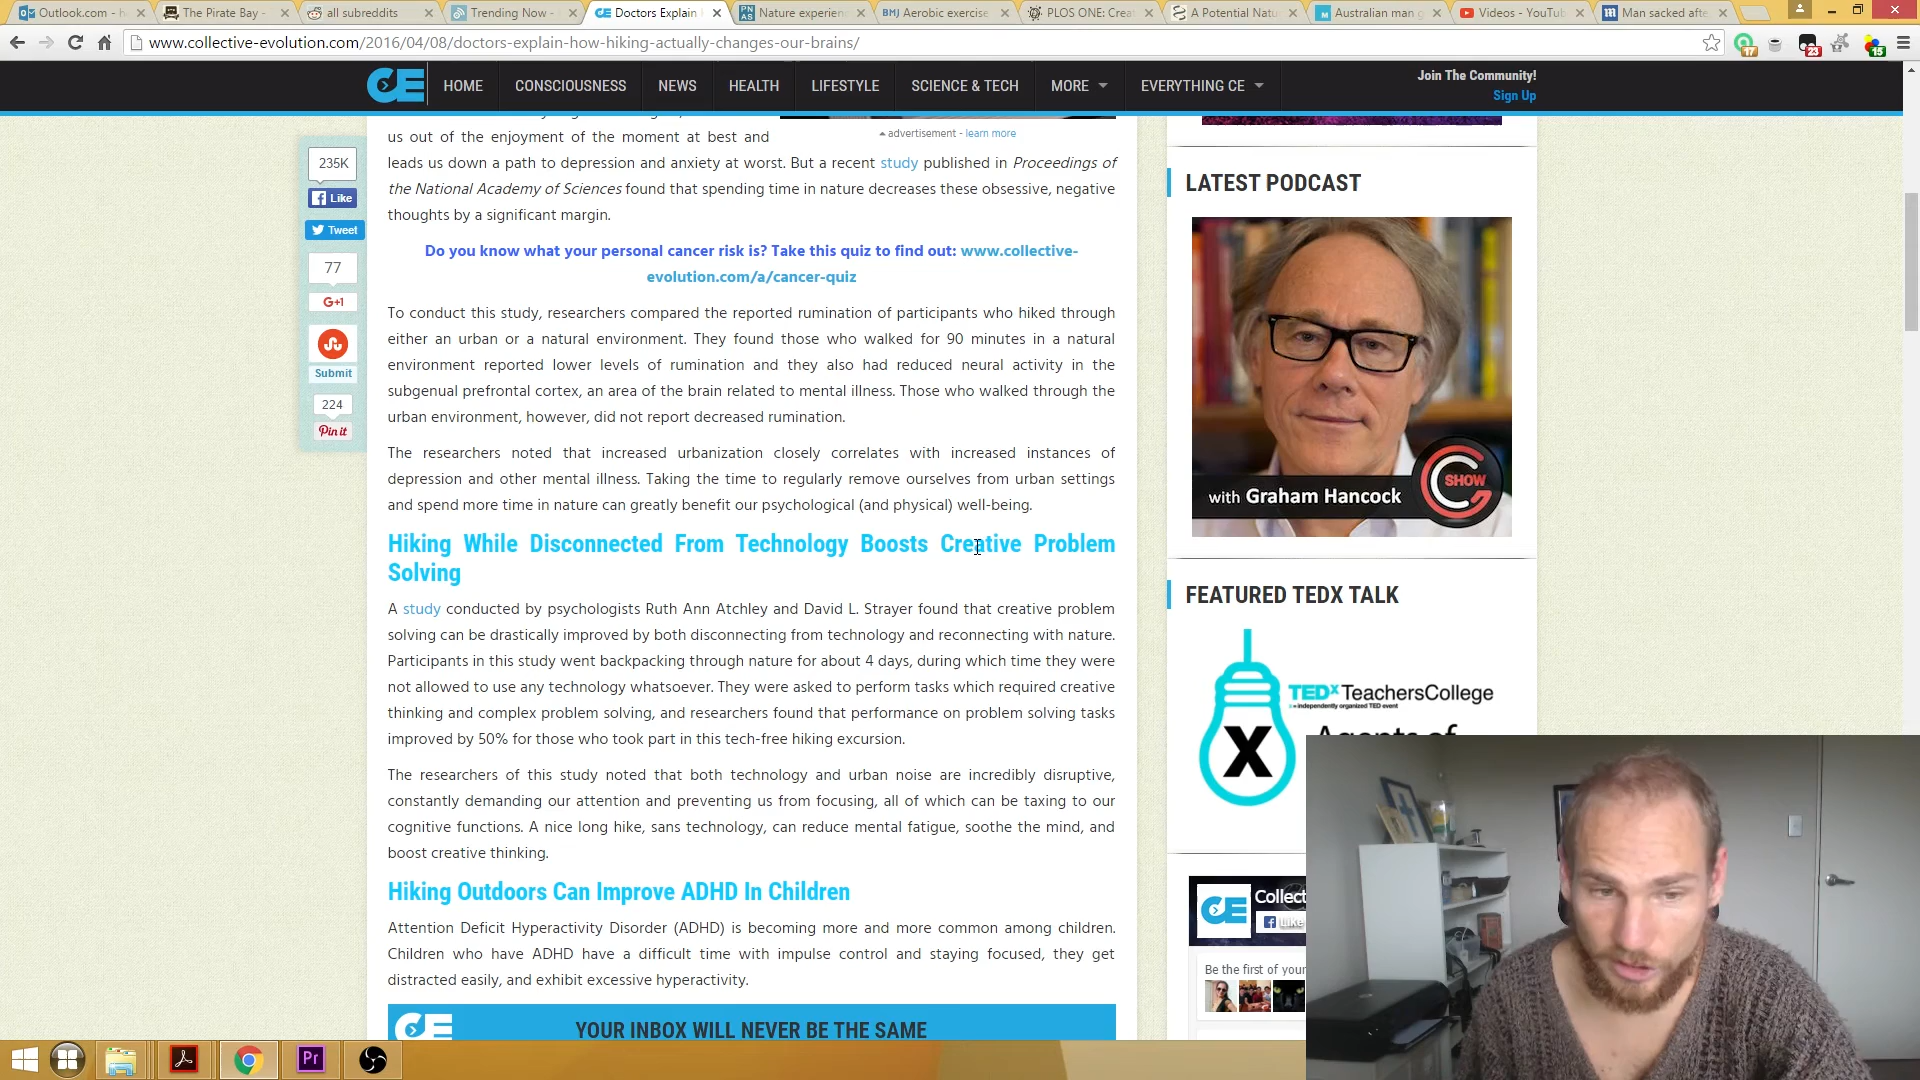 Outlook.com - h
The Pirate Bay -
all subreddits
Trending Now -
Doctors Explain
Nature experien
Aerobic exercise
PLOS ONE: Creat
A Potential Natu
Australian man g
Videos - YouTub
Man sacked afte
www.collective-evolution.com/2016/04/08/doctors-explain-how-hiking-actually-changes-our-brains/
17
23
15
CE
HOME
CONSCIOUSNESS
NEWS
HEALTH
LIFESTYLE
SCIENCE & TECH
MORE
EVERYTHING CE
Join The Community!
Sign Up
235K
Like
Tweet
77
G+1
Submit
224
Pin it
us out of the enjoyment of the moment at best and
advertisement - learn more
leads us down a path to depression and anxiety at worst. But a recent study published in Proceedings of
the National Academy of Sciences found that spending time in nature decreases these obsessive, negative
thoughts by a significant margin.
Do you know what your personal cancer risk is? Take this quiz to find out: www.collective-
evolution.com/a/cancer-quiz
To conduct this study, researchers compared the reported rumination of participants who hiked through
either an urban or a natural environment. They found those who walked for 90 minutes in a natural
environment reported lower levels of rumination and they also had reduced neural activity in the
subgenual prefrontal cortex, an area of the brain related to mental illness. Those who walked through the
urban environment, however, did not report decreased rumination.
The researchers noted that increased urbanization closely correlates with increased instances of
depression and other mental illness. Taking the time to regularly remove ourselves from urban settings
and spend more time in nature can greatly benefit our psychological (and physical) well-being.
Hiking While Disconnected From Technology Boosts Creative Problem
Solving
A study conducted by psychologists Ruth Ann Atchley and David L. Strayer found that creative problem
solving can be drastically improved by both disconnecting from technology and reconnecting with nature.
Participants in this study went backpacking through nature for about 4 days, during which time they were
not allowed to use any technology whatsoever. They were asked to perform tasks which required creative
thinking and complex problem solving, and researchers found that performance on problem solving tasks
improved by 50% for those who took part in this tech-free hiking excursion.
The researchers of this study noted that both technology and urban noise are incredibly disruptive,
constantly demanding our attention and preventing us from focusing, all of which can be taxing to our
cognitive functions. A nice long hike, sans technology, can reduce mental fatigue, soothe the mind, and
boost creative thinking.
Hiking Outdoors Can Improve ADHD In Children
Attention Deficit Hyperactivity Disorder (ADHD) is becoming more and more common among children.
Children who have ADHD have a difficult time with impulse control and staying focused, they get
distracted easily, and exhibit excessive hyperactivity.
CE
YOUR INBOX WILL NEVER BE THE SAME
LATEST PODCAST
with Graham Hancock
SHOW
FEATURED TEDX TALK
TEDx TeachersCollege
x = independently organized TED event
Agents of
X
CE
Collect
Like
Be the first of your
Pr